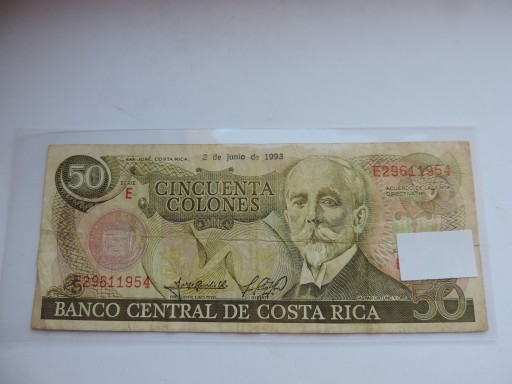 50
SAN JOSÉ, COSTA RICA
2 de junio de 1993
E29611954
SERIE
E
CINCUENTA
COLONES
E29611954
50
BANCO CENTRAL DE COSTA RICA